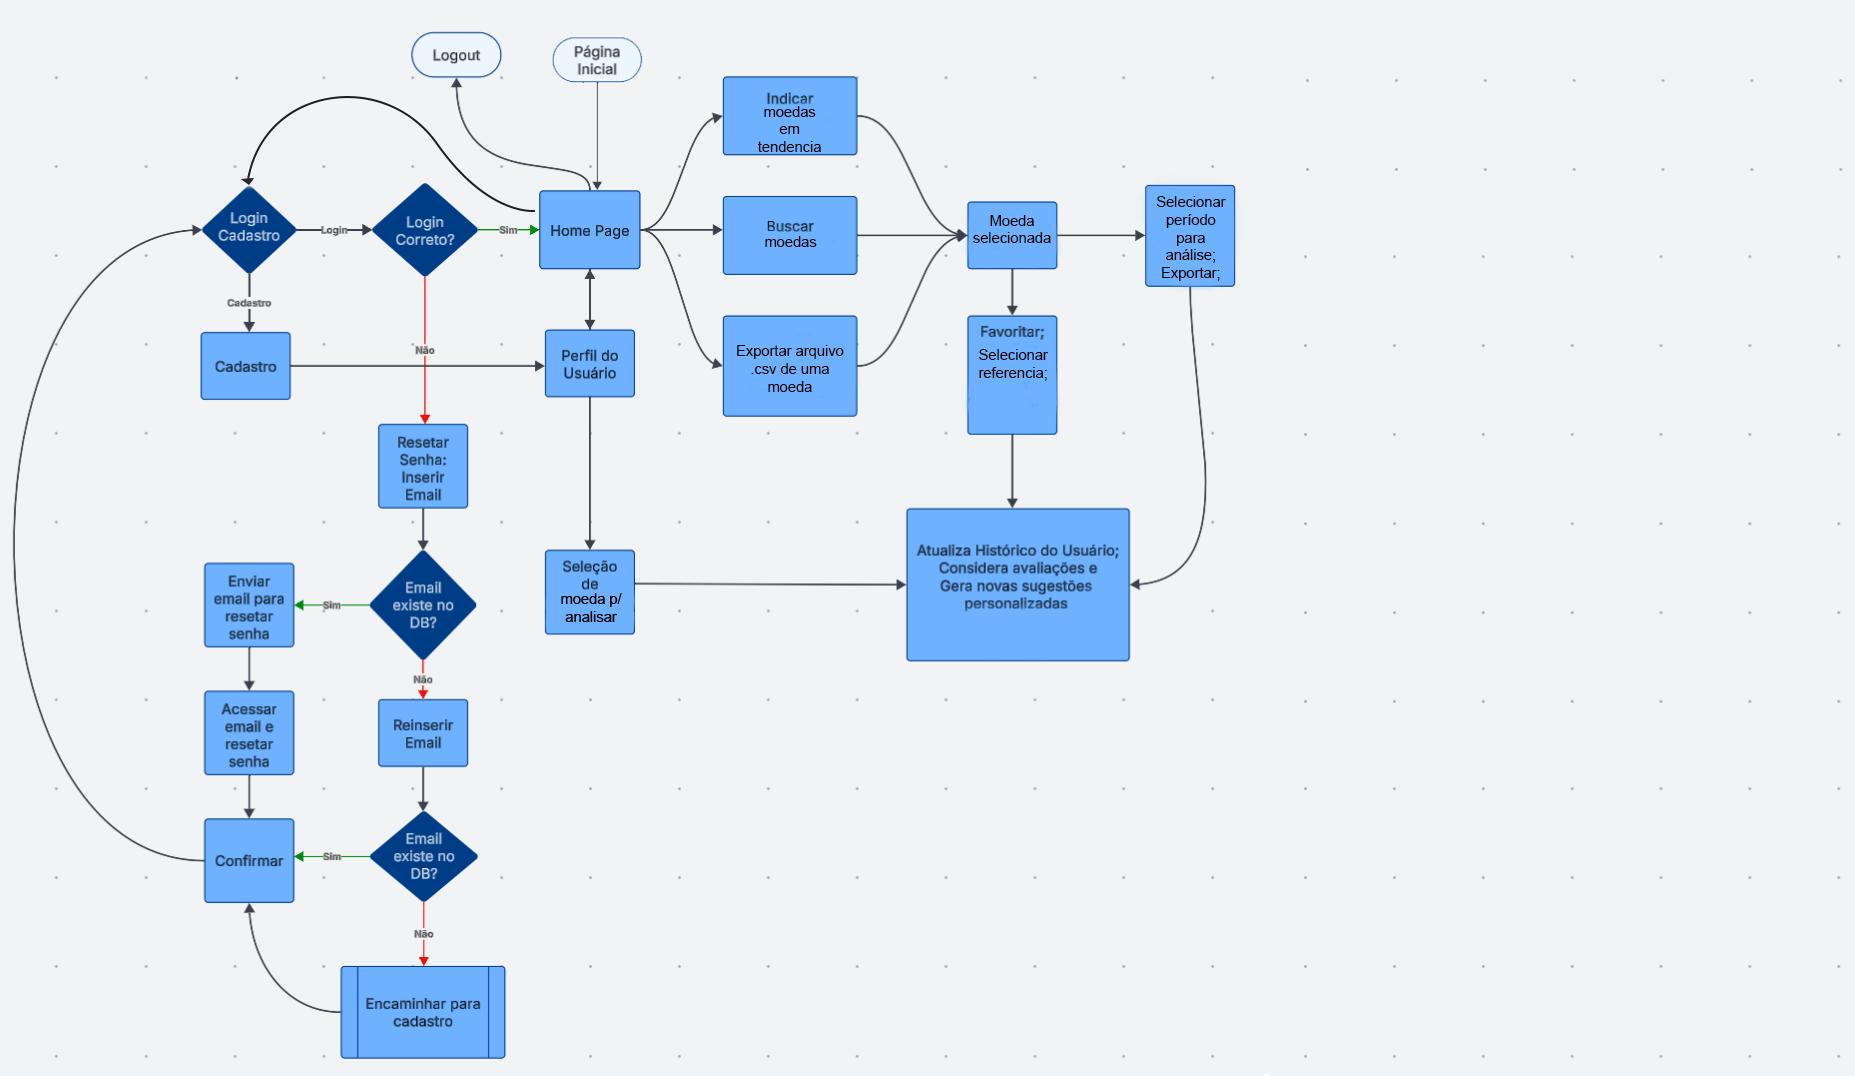 Logout
Página
Inicial
Indicar
moedas
em
tendencia
Login
Cadastro
Login
Login
Correto?
Sim
Home Page
Buscar
moedas
Moeda
selecionada
Selecionar
período
para
análise;
Exportar;
Cadastro
Cadastro
Não
Perfil do
Usuário
Exportar arquivo
.csv de uma
moeda
Favoritar;
Selecionar
referencia;
Resetar
Senha:
Inserir
Email
Enviar
email para
resetar
senha
Sim
Email
existe no
DB?
Seleção
de
moeda p/
analisar
Atualiza Histórico do Usuário;
Considera avaliações e
Gera novas sugestões
personalizadas
Não
Acessar
email e
resetar
senha
Reinserir
Email
Confirmar
Sim
Email
existe no
DB?
Não
Encaminhar para
cadastro